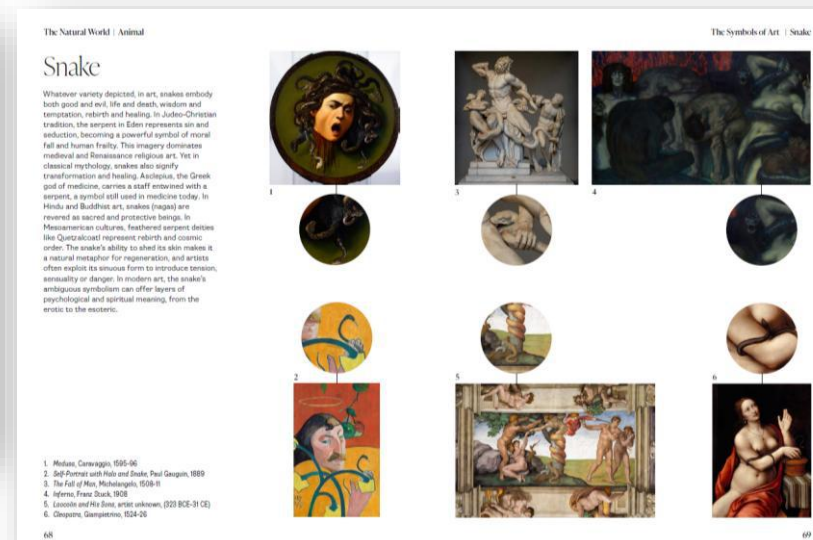 The Natural World | Animal
The Symbols of Art | Snake
Snake
Whatever variety depicted, in art, snakes embody
both good and evil, life and death, wisdom and
temptation, rebirth and healing. In Judeo-Christian
tradition, the serpent in Eden represents sin and
seduction, becoming a powerful symbol of moral
fall and human frailty. This imagery dominates
medieval and Renaissance religious art. Yet in
classical mythology, snakes also signify
transformation and healing. Asclepius, the Greek
god of medicine, carries a staff entwined with a
serpent, a symbol still used in medicine today. In
Hindu and Buddhist art, snakes (nagas) are
revered as sacred and protective beings. In
Mesoamerican cultures, feathered serpent deities
like Quetzalcoatl represent rebirth and cosmic
order. The snake's ability to shed its skin makes it
a natural metaphor for regeneration, and artists
often exploit its sinuous form to introduce tension,
sensuality or danger. In modern art, the snake's
ambiguous symbolism can offer layers of
psychological and spiritual meaning, from the
erotic to the esoteric.
1
3
4
2
5
6
1. Medusa, Caravaggio, 1595-96
2. Self-Portrait with Halo and Snake, Paul Gauguin, 1889
3. The Fall of Man, Michelangelo, 1508-11
4. Inferno, Franz Stuck, 1908
5. Laocoön and His Sons, artist unknown, (323 BCE-31 CE)
6. Cleopatra, Giampietrino, 1524-26
68
69